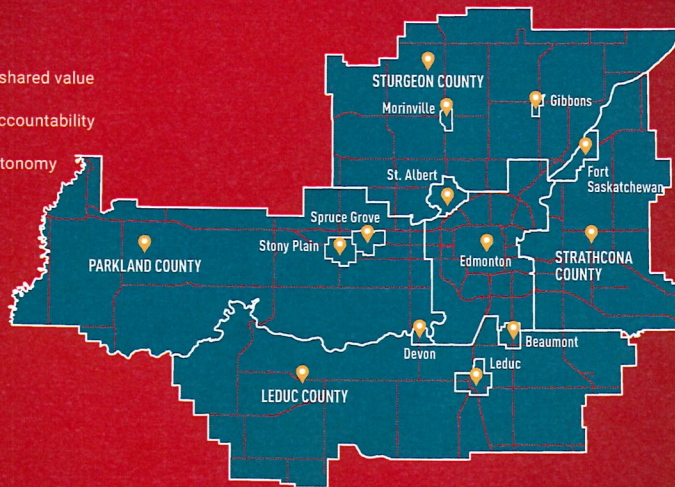 shared value
ccountability
tonomy
STURGEON COUNTY
Morinville
Gibbons
St. Albert
Fort
Saskatchewan
Spruce Grove
Stony Plain
PARKLAND COUNTY
Edmonton
STRATHCONA
COUNTY
Devon
Beaumont
Leduc
LEDUC COUNTY